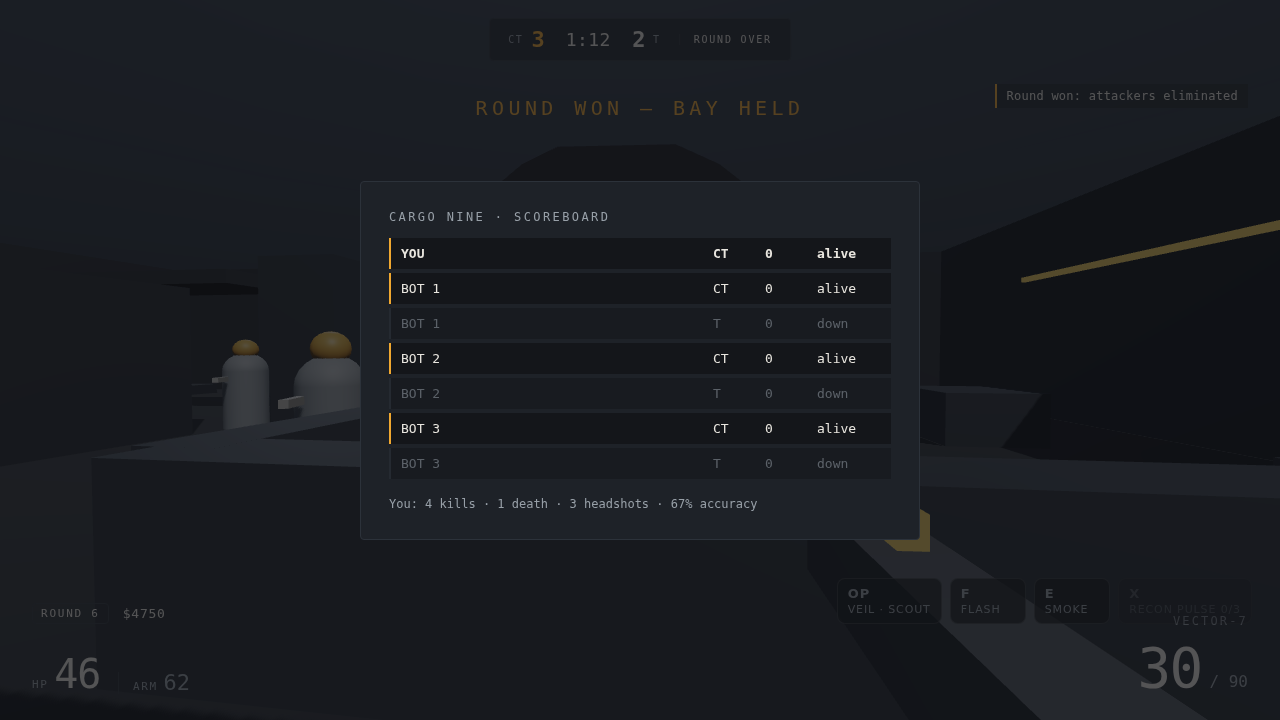 CT 3 1:12 2 T ROUND OVER
ROUND WON — BAY HELD
Round won: attackers eliminated
CARGO NINE · SCOREBOARD
YOU CT 0 alive
BOT 1 CT 0 alive
BOT 1 T 0 down
BOT 2 CT 0 alive
BOT 2 T 0 down
BOT 3 CT 0 alive
BOT 3 T 0 down
You: 4 kills · 1 death · 3 headshots · 67% accuracy
ROUND 6 $4750
HP 46 ARM 62
OP F E X
VEIL · SCOUT FLASH SMOKE RECON PULSE 0/3
VECTOR-7
30 / 90